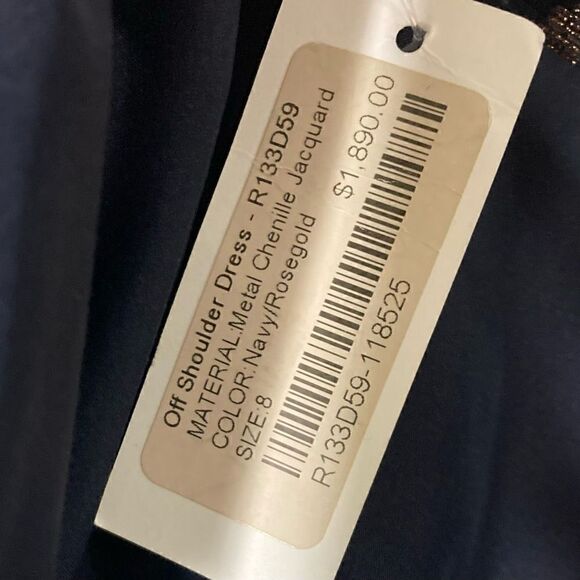 Off Shoulder Dress - R133D59
MATERIAL:Metal Chenille Jacquard
COLOR:Navy/Rosegold
SIZE:8
$1,890.00
R133D59-118525